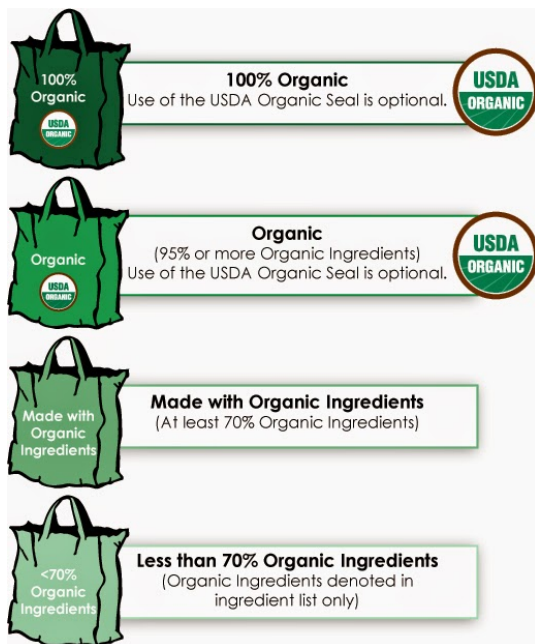 100%
Organic
USDA
ORGANIC
100% Organic
Use of the USDA Organic Seal is optional.
USDA
ORGANIC
Organic
USDA
ORGANIC
Organic
(95% or more Organic Ingredients)
Use of the USDA Organic Seal is optional.
USDA
ORGANIC
Made with
Organic
Ingredients
Made with Organic Ingredients
(At least 70% Organic Ingredients)
<70%
Organic
Ingredients
Less than 70% Organic Ingredients
(Organic Ingredients denoted in
ingredient list only)